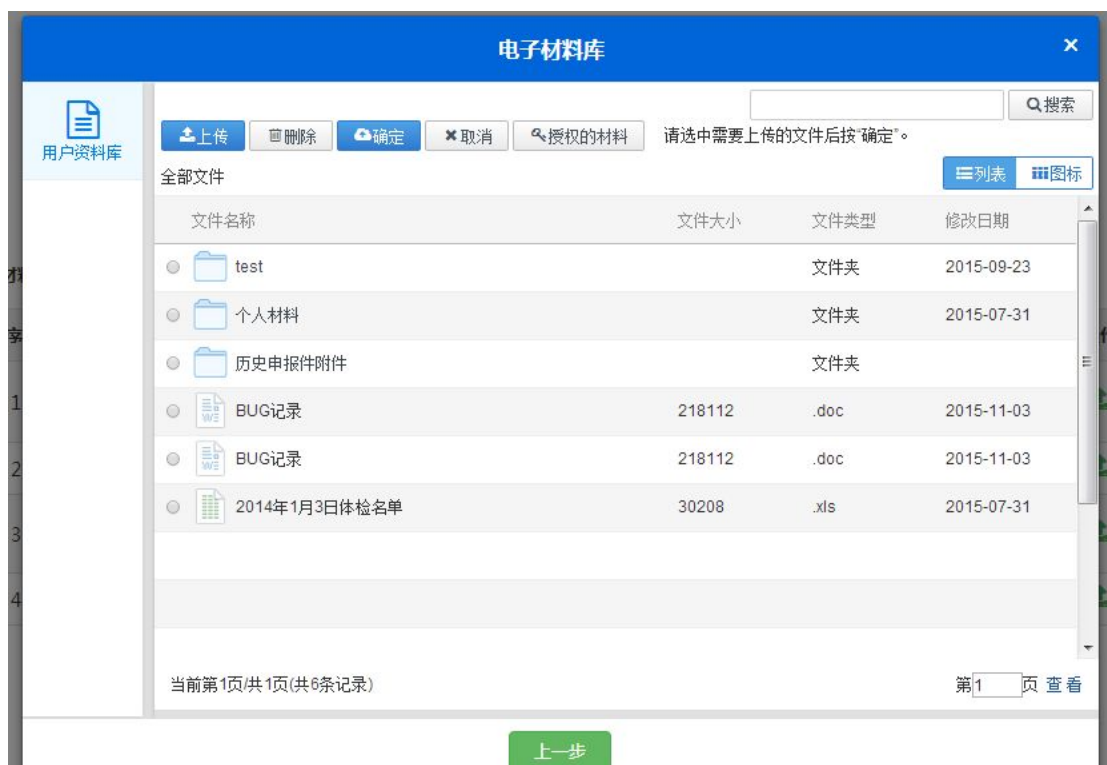 电子材料库 ×
用户资料库
搜索
上传 删除 确定 取消 授权的材料 请选中需要上传的文件后按"确定"。
全部文件 列表 图标
文件名称 文件大小 文件类型 修改日期
test 文件夹 2015-09-23
个人材料 文件夹 2015-07-31
历史申报件附件 文件夹
BUG记录 218112 .doc 2015-11-03
BUG记录 218112 .doc 2015-11-03
2014年1月3日体检名单 30208 .xls 2015-07-31
1
2
3
4
当前第1页/共1页(共6条记录) 第1页 查看
上一步